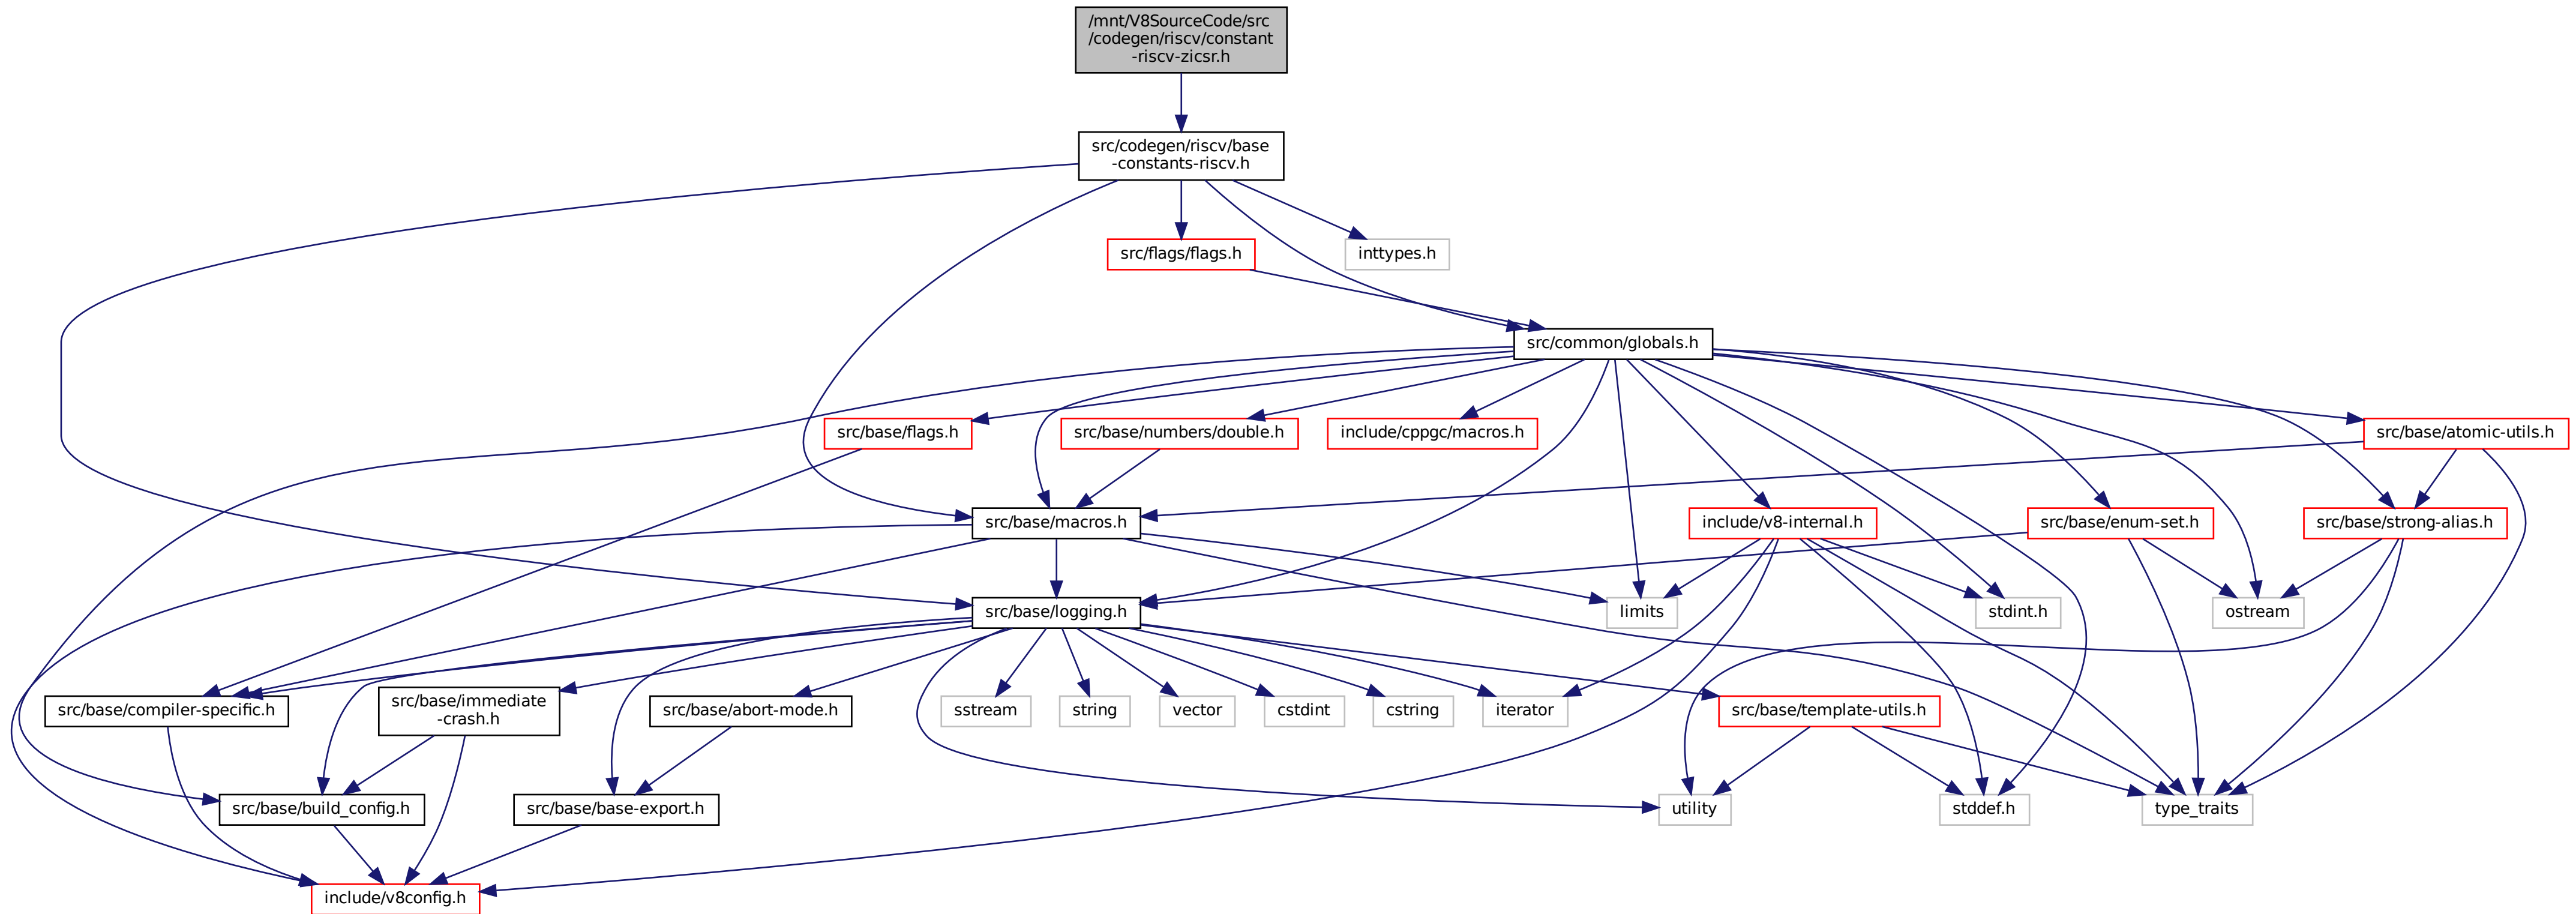 /mnt/V8SourceCode/src
/codegen/riscv/constant
-riscv-zicsr.h
src/codegen/riscv/base
-constants-riscv.h
src/flags/flags.h
inttypes.h
src/common/globals.h
src/base/flags.h
src/base/numbers/double.h
include/cppgc/macros.h
src/base/atomic-utils.h
src/base/macros.h
include/v8-internal.h
src/base/enum-set.h
src/base/strong-alias.h
src/base/logging.h
limits
stdint.h
ostream
src/base/compiler-specific.h
src/base/immediate
-crash.h
src/base/abort-mode.h
sstream
string
vector
cstdint
cstring
iterator
src/base/template-utils.h
src/base/build_config.h
src/base/base-export.h
utility
stddef.h
type_traits
include/v8config.h